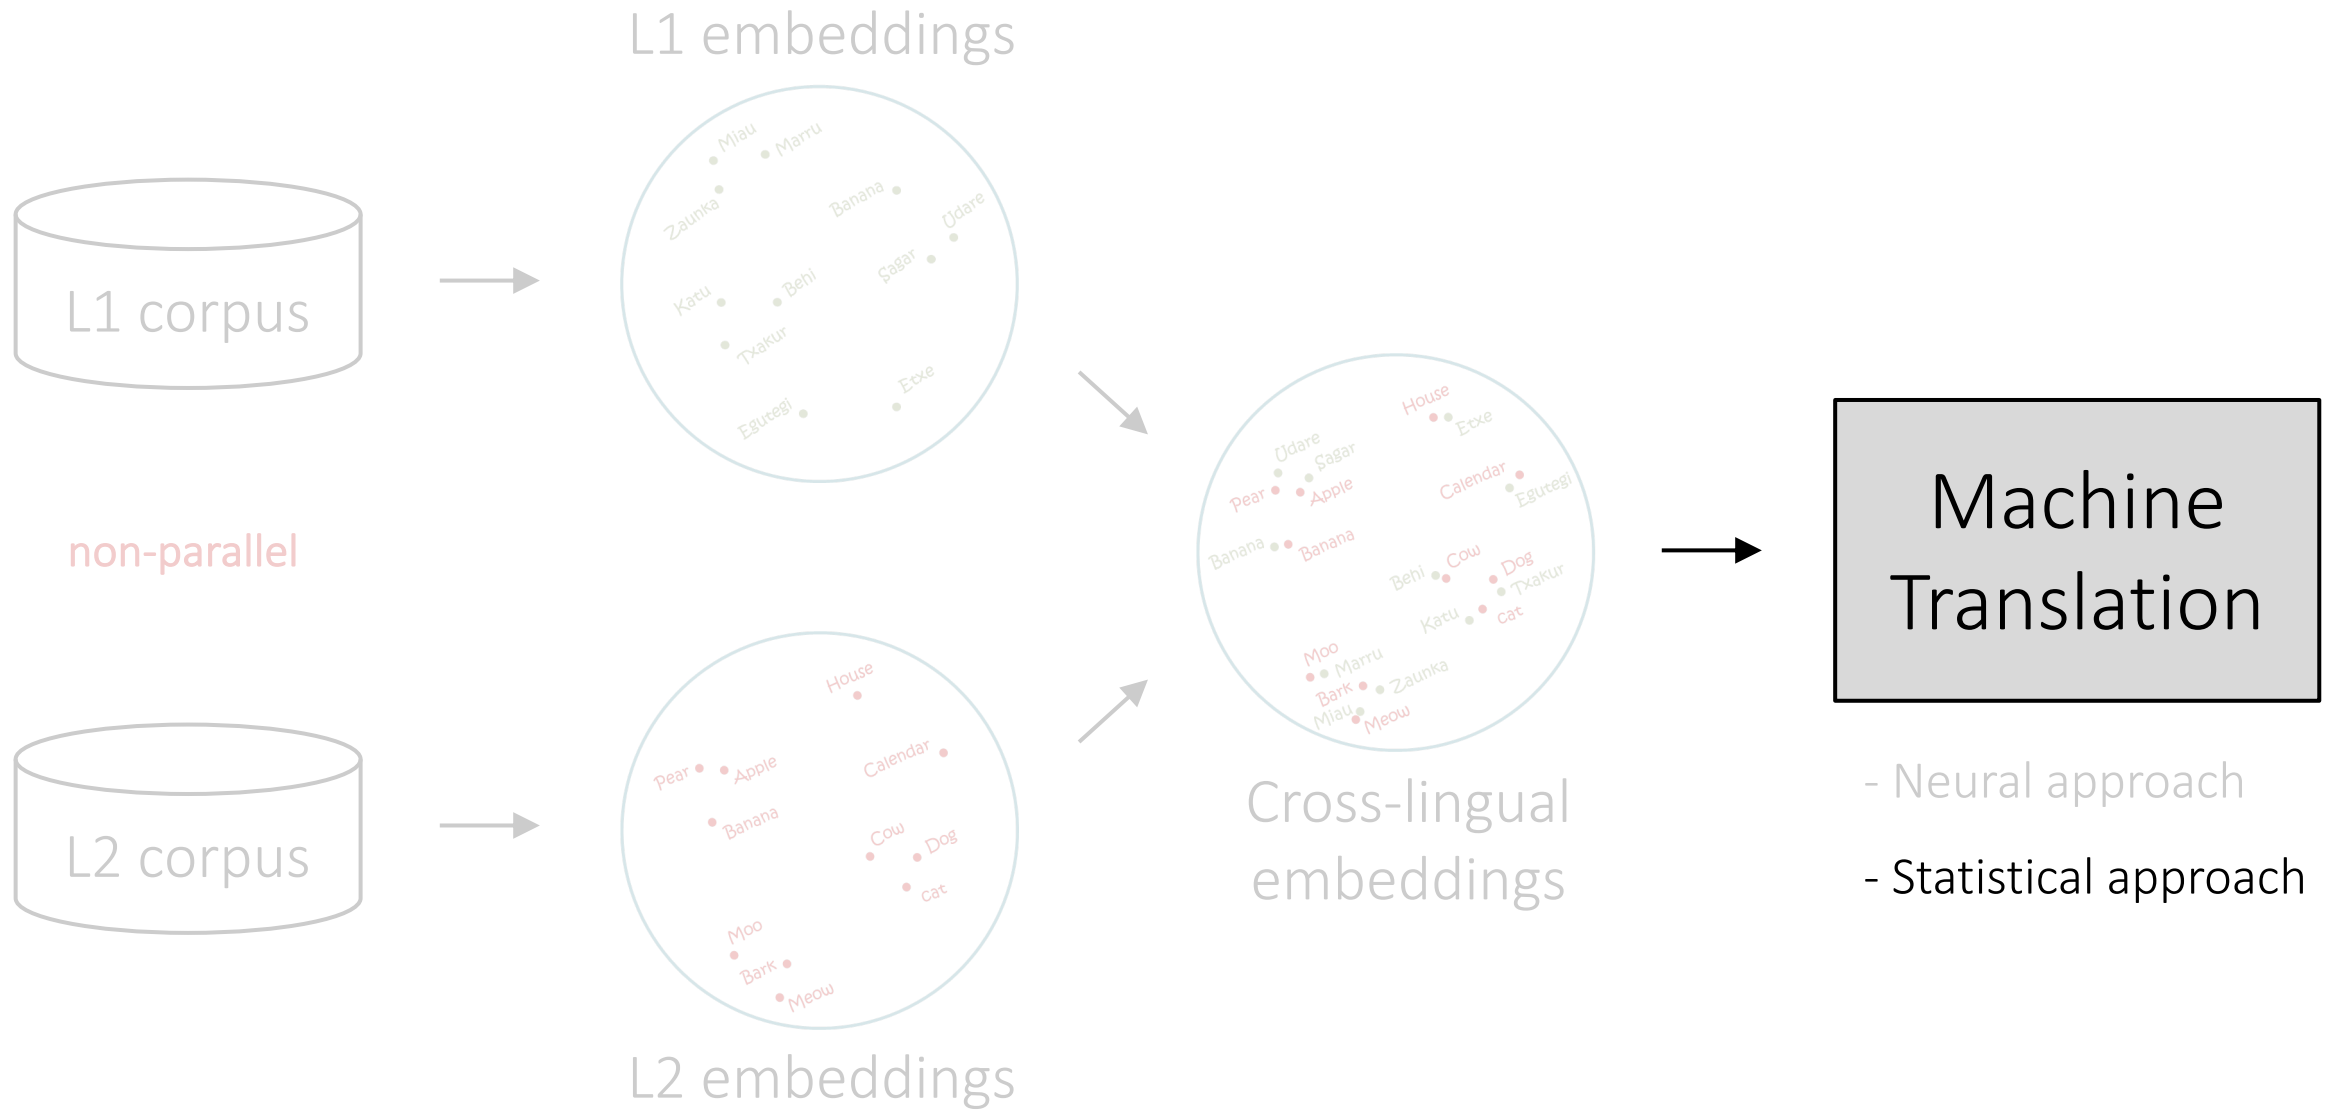 L1 embeddings
Miau
Marru
Zaunka
Banana
Udare
Sagar
Katu
Behi
Txakur
Etxe
Egutegi
L1 corpus
non-parallel
L2 corpus
House
Pear
Apple
Calendar
Banana
Cow
Dog
cat
Moo
Bark
Meow
L2 embeddings
House
Etxe
Udare
Sagar
Pear
Apple
Calendar
Egutegi
Banana
Banana
Behi
Cow
Dog
Txakur
Katu
cat
Moo
Marru
Bark
Zaunka
Miau
Meow
Cross-lingual
embeddings
Machine
Translation
- Neural approach
- Statistical approach